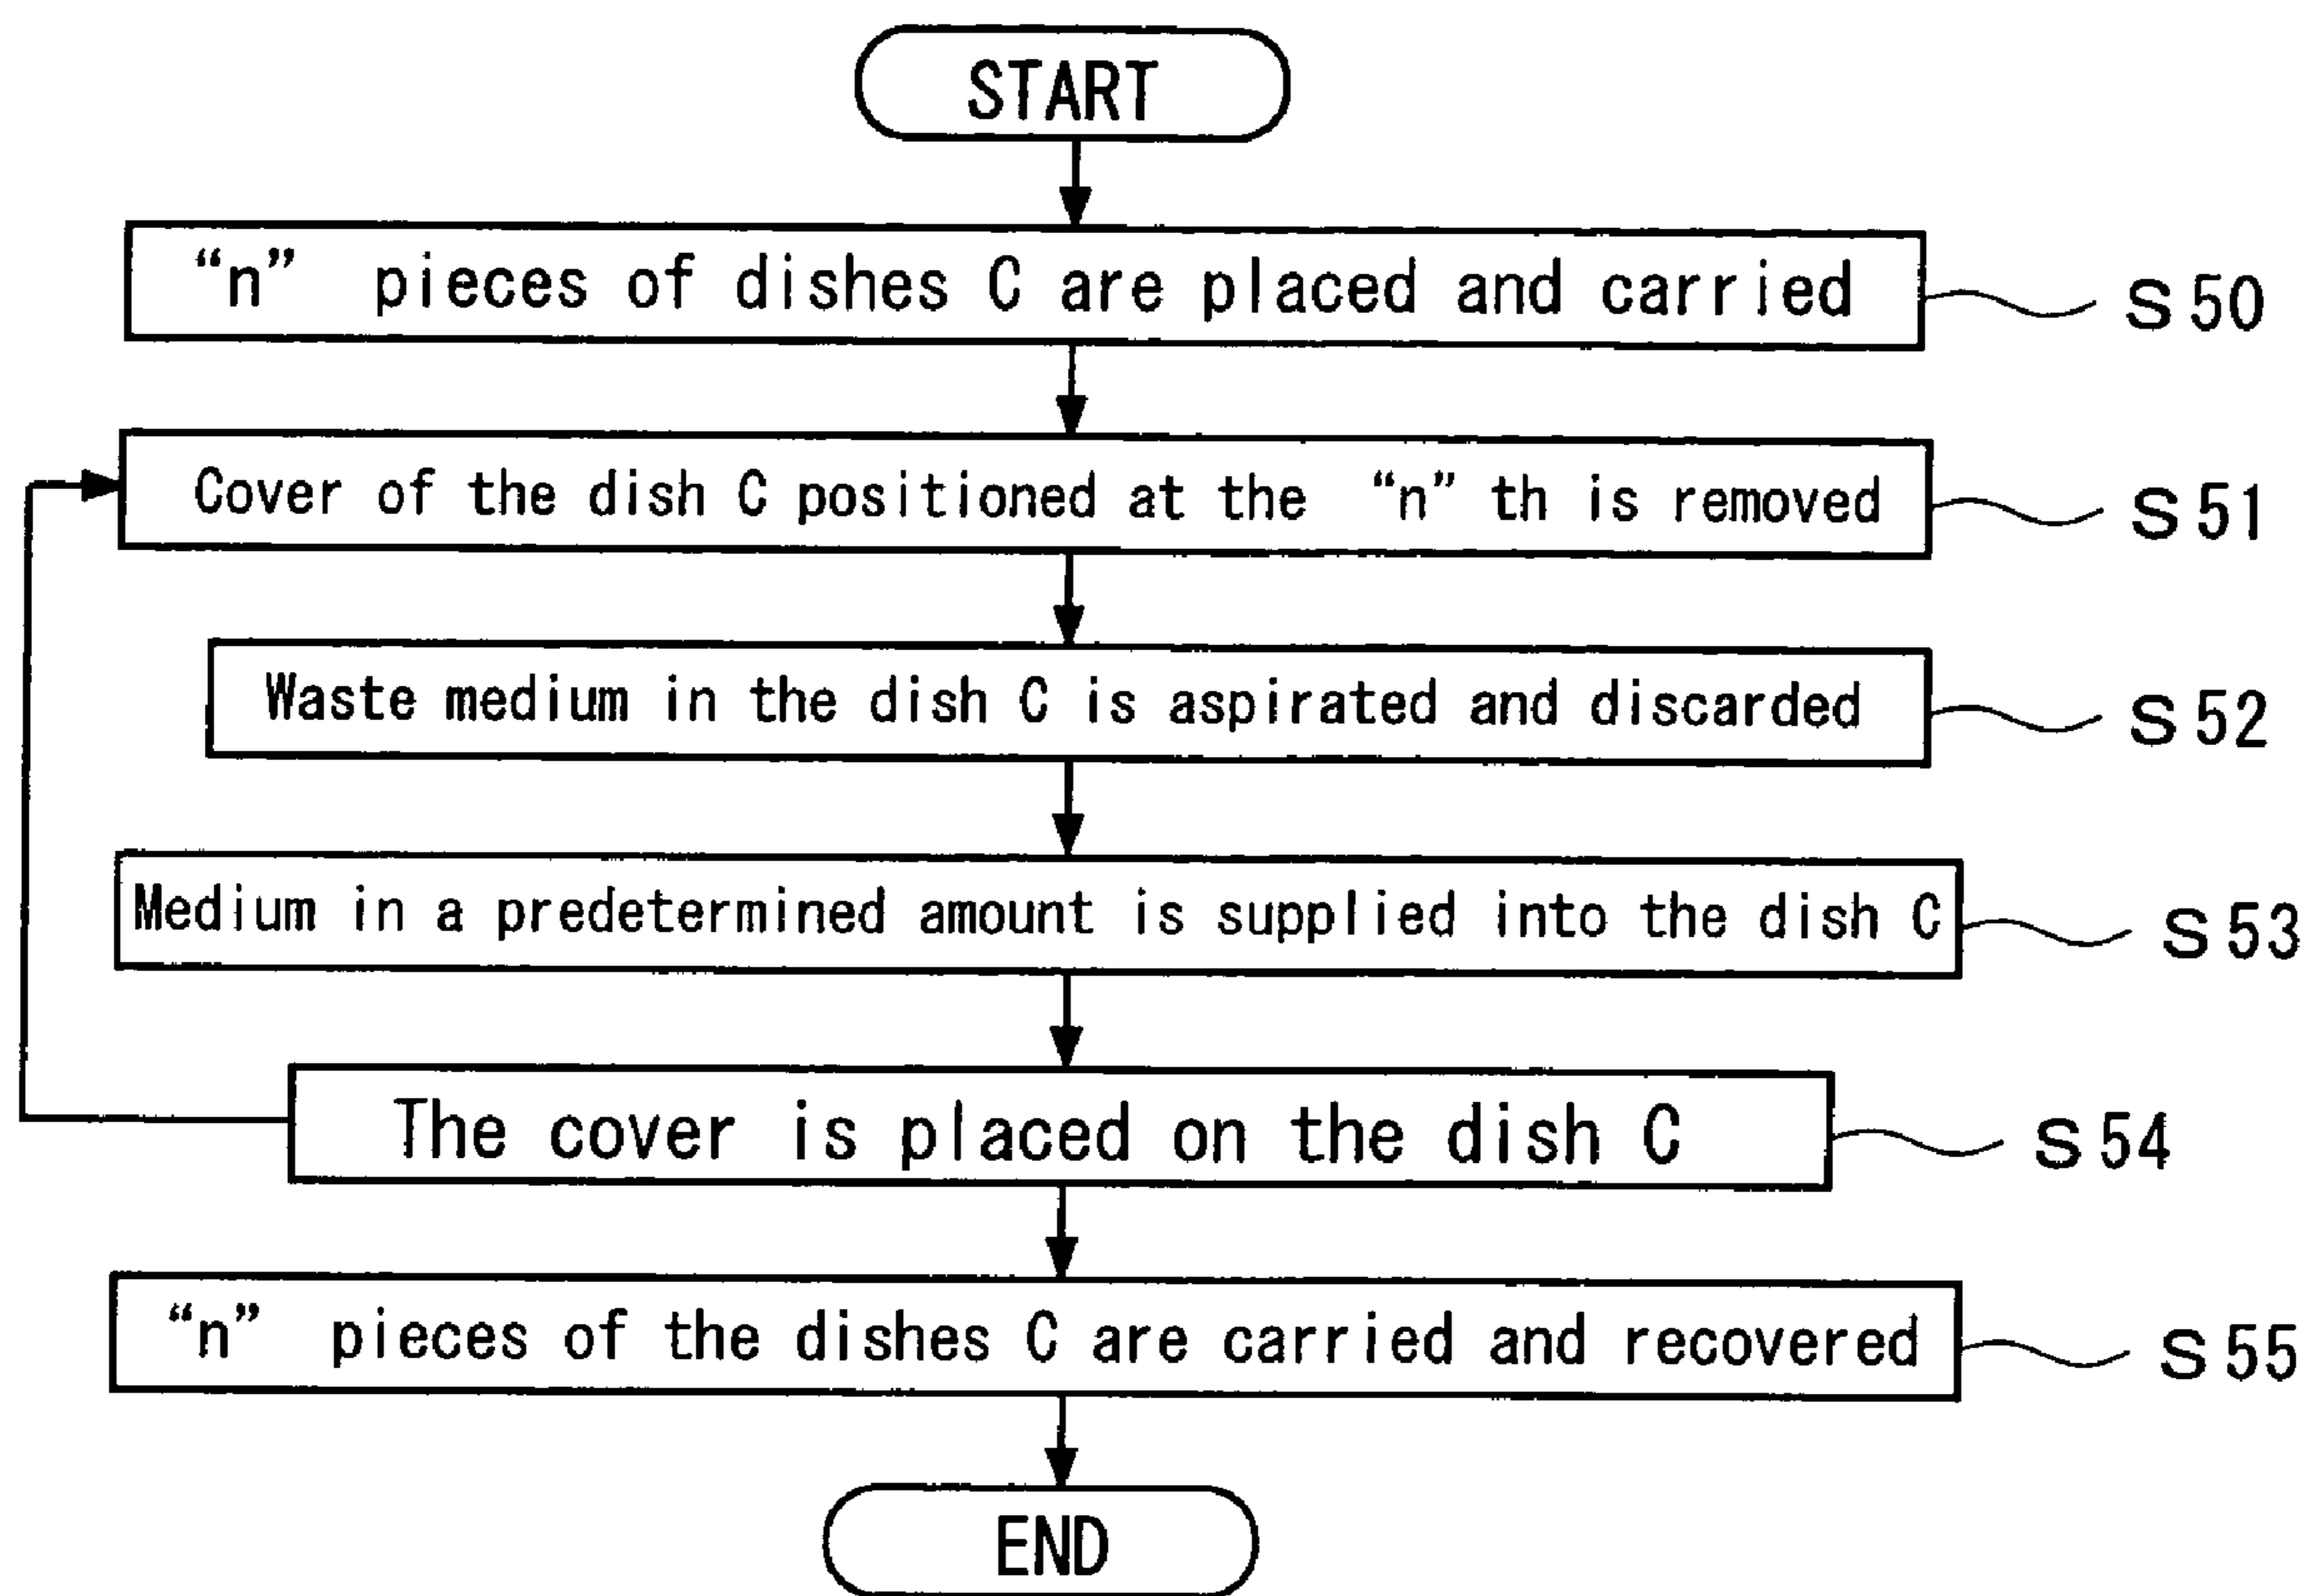 START
“n” pieces of dishes C are placed and carried
S50
Cover of the dish C positioned at the “n” th is removed
S51
Waste medium in the dish C is aspirated and discarded
S52
Medium in a predetermined amount is supplied into the dish C
S53
The cover is placed on the dish C
S54
“n” pieces of the dishes C are carried and recovered
S55
END